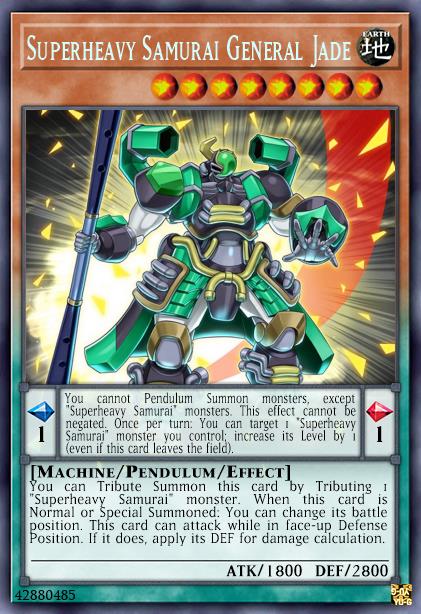 Superheavy Samurai General Jade
EARTH
地
You cannot Pendulum Summon monsters, except
"Superheavy Samurai" monsters. This effect cannot be
negated. Once per turn: You can target 1 "Superheavy
Samurai" monster you control; increase its Level by 1
(even if this card leaves the field).
1
1
[Machine/Pendulum/Effect]
You can Tribute Summon this card by Tributing 1
"Superheavy Samurai" monster. When this card is
Normal or Special Summoned: You can change its battle
position. This card can attack while in face-up Defense
Position. If it does, apply its DEF for damage calculation.
ATK/1800 DEF/2800
42880485